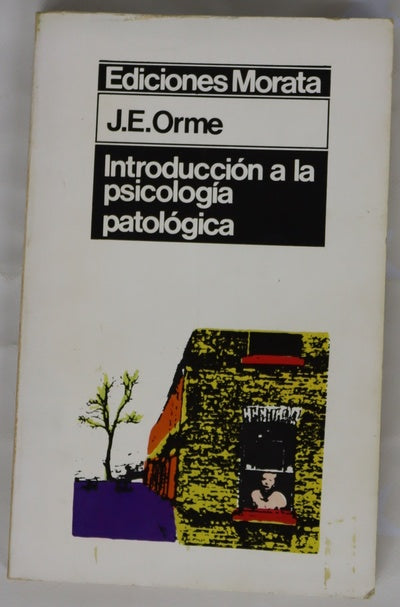 Ediciones Morata
J.E.Orme
Introducción a la
psicología
patológica